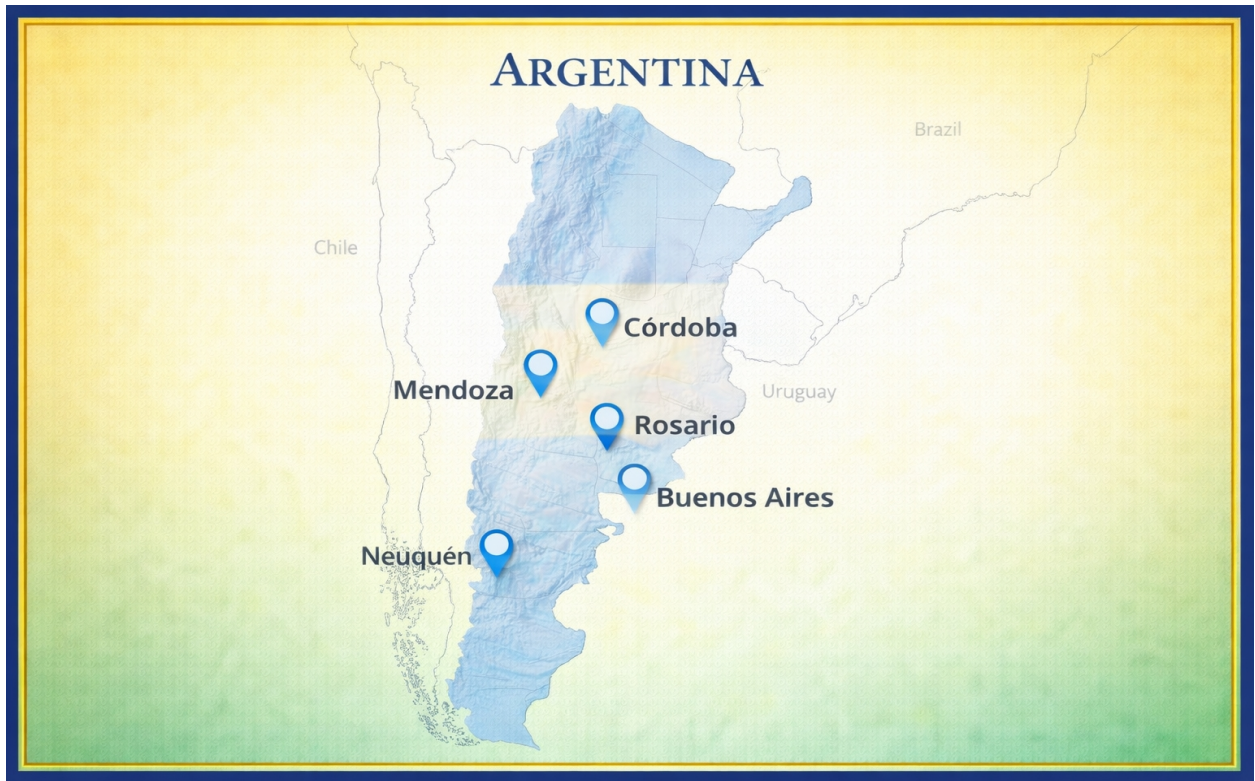 ARGENTINA
Brazil
Chile
Córdoba
Mendoza
Uruguay
Rosario
Buenos Aires
Neuquén